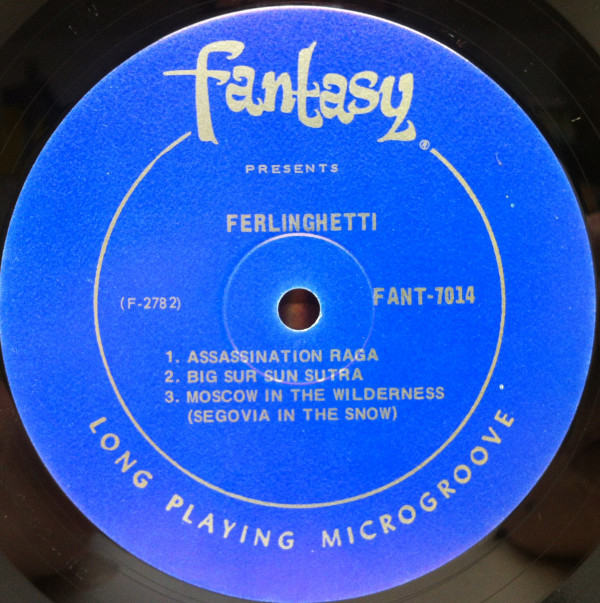 fantasy®
PRESENTS
FERLINGHETTI
(F-2782)
FANT-7014
1. ASSASSINATION RAGA
2. BIG SUR SUN SUTRA
3. MOSCOW IN THE WILDERNESS
(SEGOVIA IN THE SNOW)
LONG PLAYING MICROGROOVE